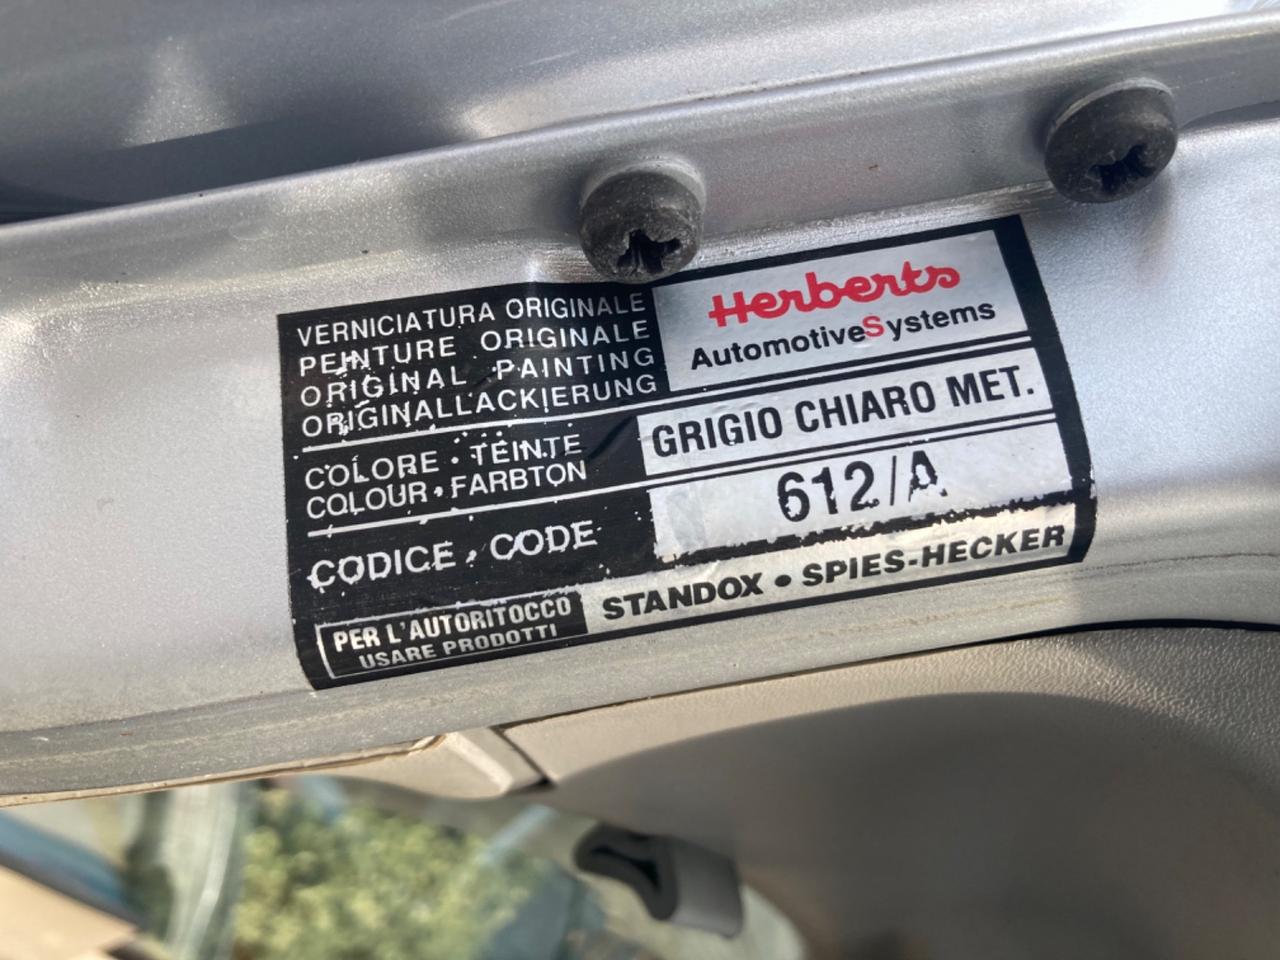 VERNICIATURA ORIGINALE
PEINTURE ORIGINALE
ORIGINAL PAINTING
ORIGINALLACKIERUNG
Herberts
AutomotiveSystems
COLORE • TEINTE
COLOUR • FARBTON
GRIGIO CHIARO MET.
CODICE • CODE
612/A
PER L'AUTORITOCCO
USARE PRODOTTI
STANDOX • SPIES-HECKER